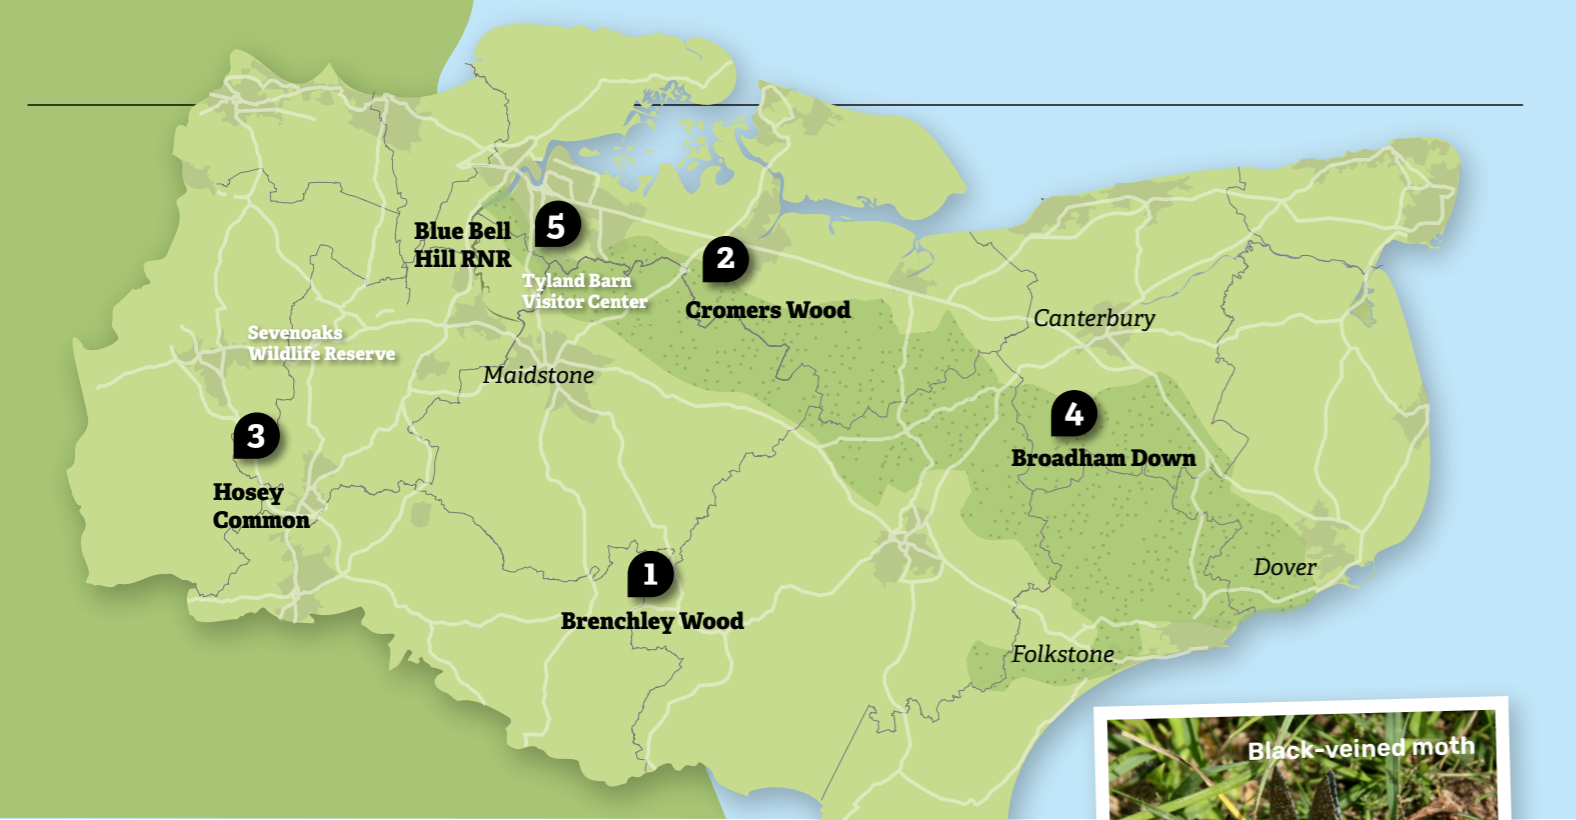 Blue Bell
Hill RNR
5
2
Tyland Barn
Visitor Center
Cromers Wood
Canterbury
Sevenoaks
Wildlife Reserve
Maidstone
3
4
Broadham Down
Hosey
Common
1
Dover
Brenchley Wood
Folkstone
Black-veined moth